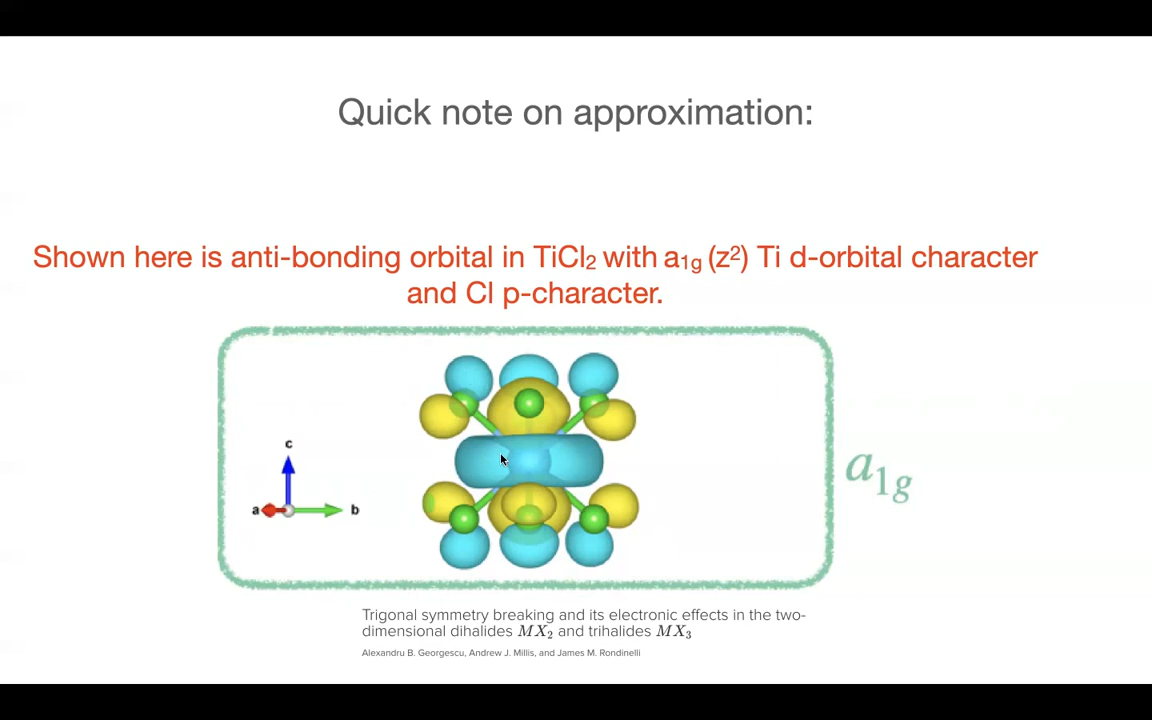 Quick note on approximation:
Shown here is anti-bonding orbital in TiCl₂ with a₁g (z²) Ti d-orbital character
and Cl p-character.
c
a
b
a₁g
Trigonal symmetry breaking and its electronic effects in the two-
dimensional dihalides MX₂ and trihalides MX₃
Alexandru B. Georgescu, Andrew J. Millis, and James M. Rondinelli